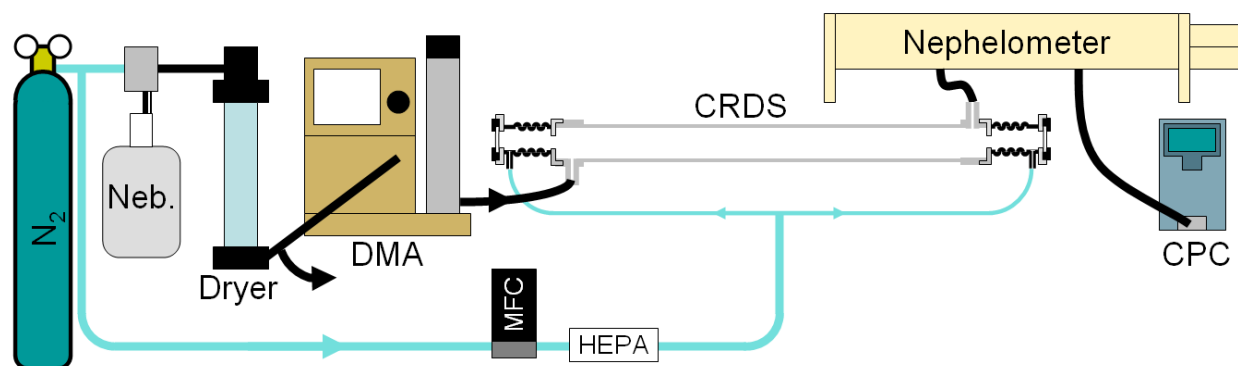 N₂
Neb.
Dryer
DMA
CRDS
Nephelometer
CPC
MFC
HEPA